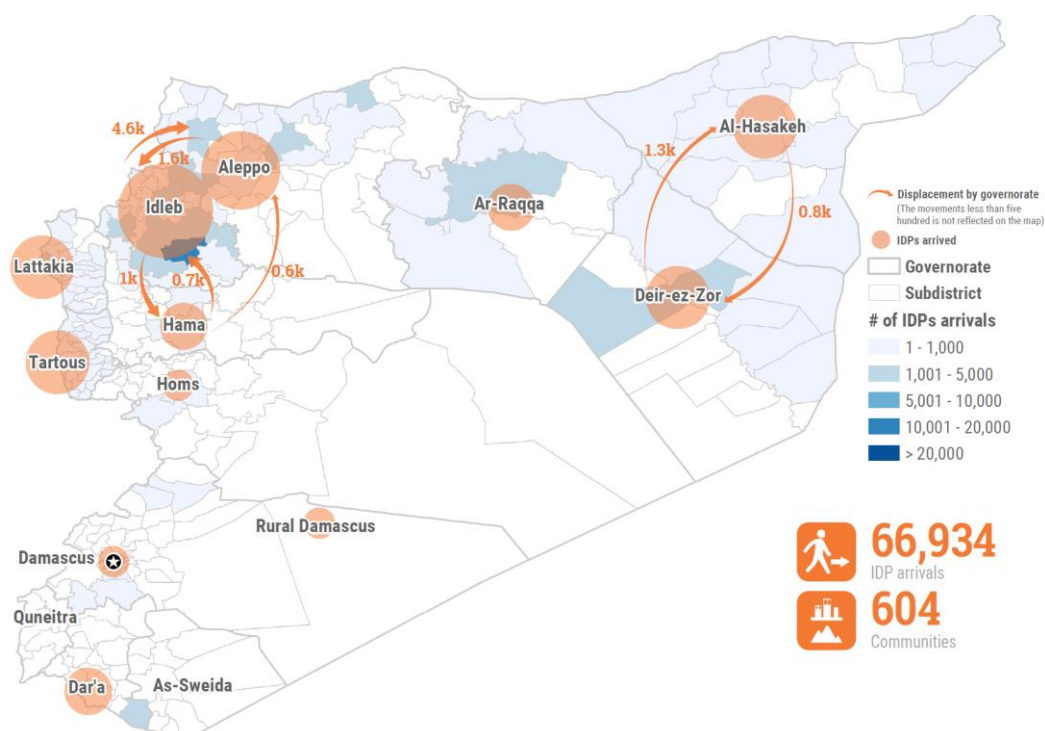 4.6k
1.6k
Aleppo
Idleb
Lattakia
1k
0.7k
0.6k
Hama
Tartous
Homs
Ar-Raqqa
Al-Hasakeh
1.3k
0.8k
Deir-ez-Zor
Rural Damascus
Damascus
Quneitra
Dar'a
As-Sweida
Displacement by governorate
(The movements less than five
hundred is not reflected on the map)
IDPs arrived
Governorate
Subdistrict
# of IDPs arrivals
1 - 1,000
1,001 - 5,000
5,001 - 10,000
10,001 - 20,000
> 20,000
66,934
IDP arrivals
604
Communities